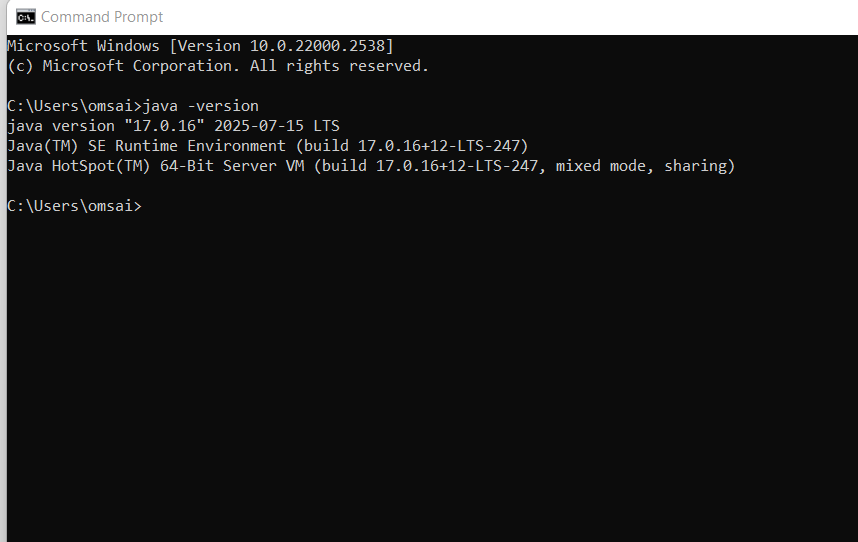 Command Prompt
Microsoft Windows [Version 10.0.22000.2538]
(c) Microsoft Corporation. All rights reserved.
C:\Users\omsai>java -version
java version "17.0.16" 2025-07-15 LTS
Java(TM) SE Runtime Environment (build 17.0.16+12-LTS-247)
Java HotSpot(TM) 64-Bit Server VM (build 17.0.16+12-LTS-247, mixed mode, sharing)
C:\Users\omsai>